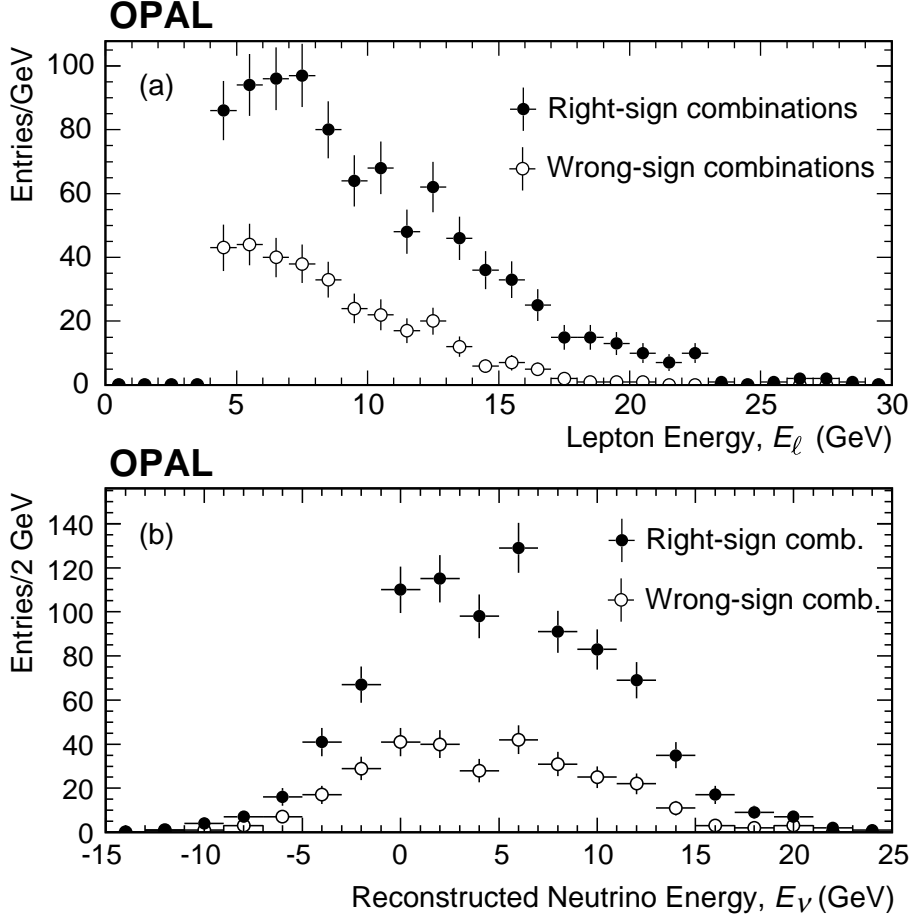 OPAL
Entries/GeV
(a)
Right-sign combinations
Wrong-sign combinations
100
80
60
40
20
0
0 5 10 15 20 25 30
Lepton Energy, Eℓ (GeV)
OPAL
Entries/2 GeV
(b)
Right-sign comb.
Wrong-sign comb.
140
120
100
80
60
40
20
0
-15 -10 -5 0 5 10 15 20 25
Reconstructed Neutrino Energy, Eν (GeV)